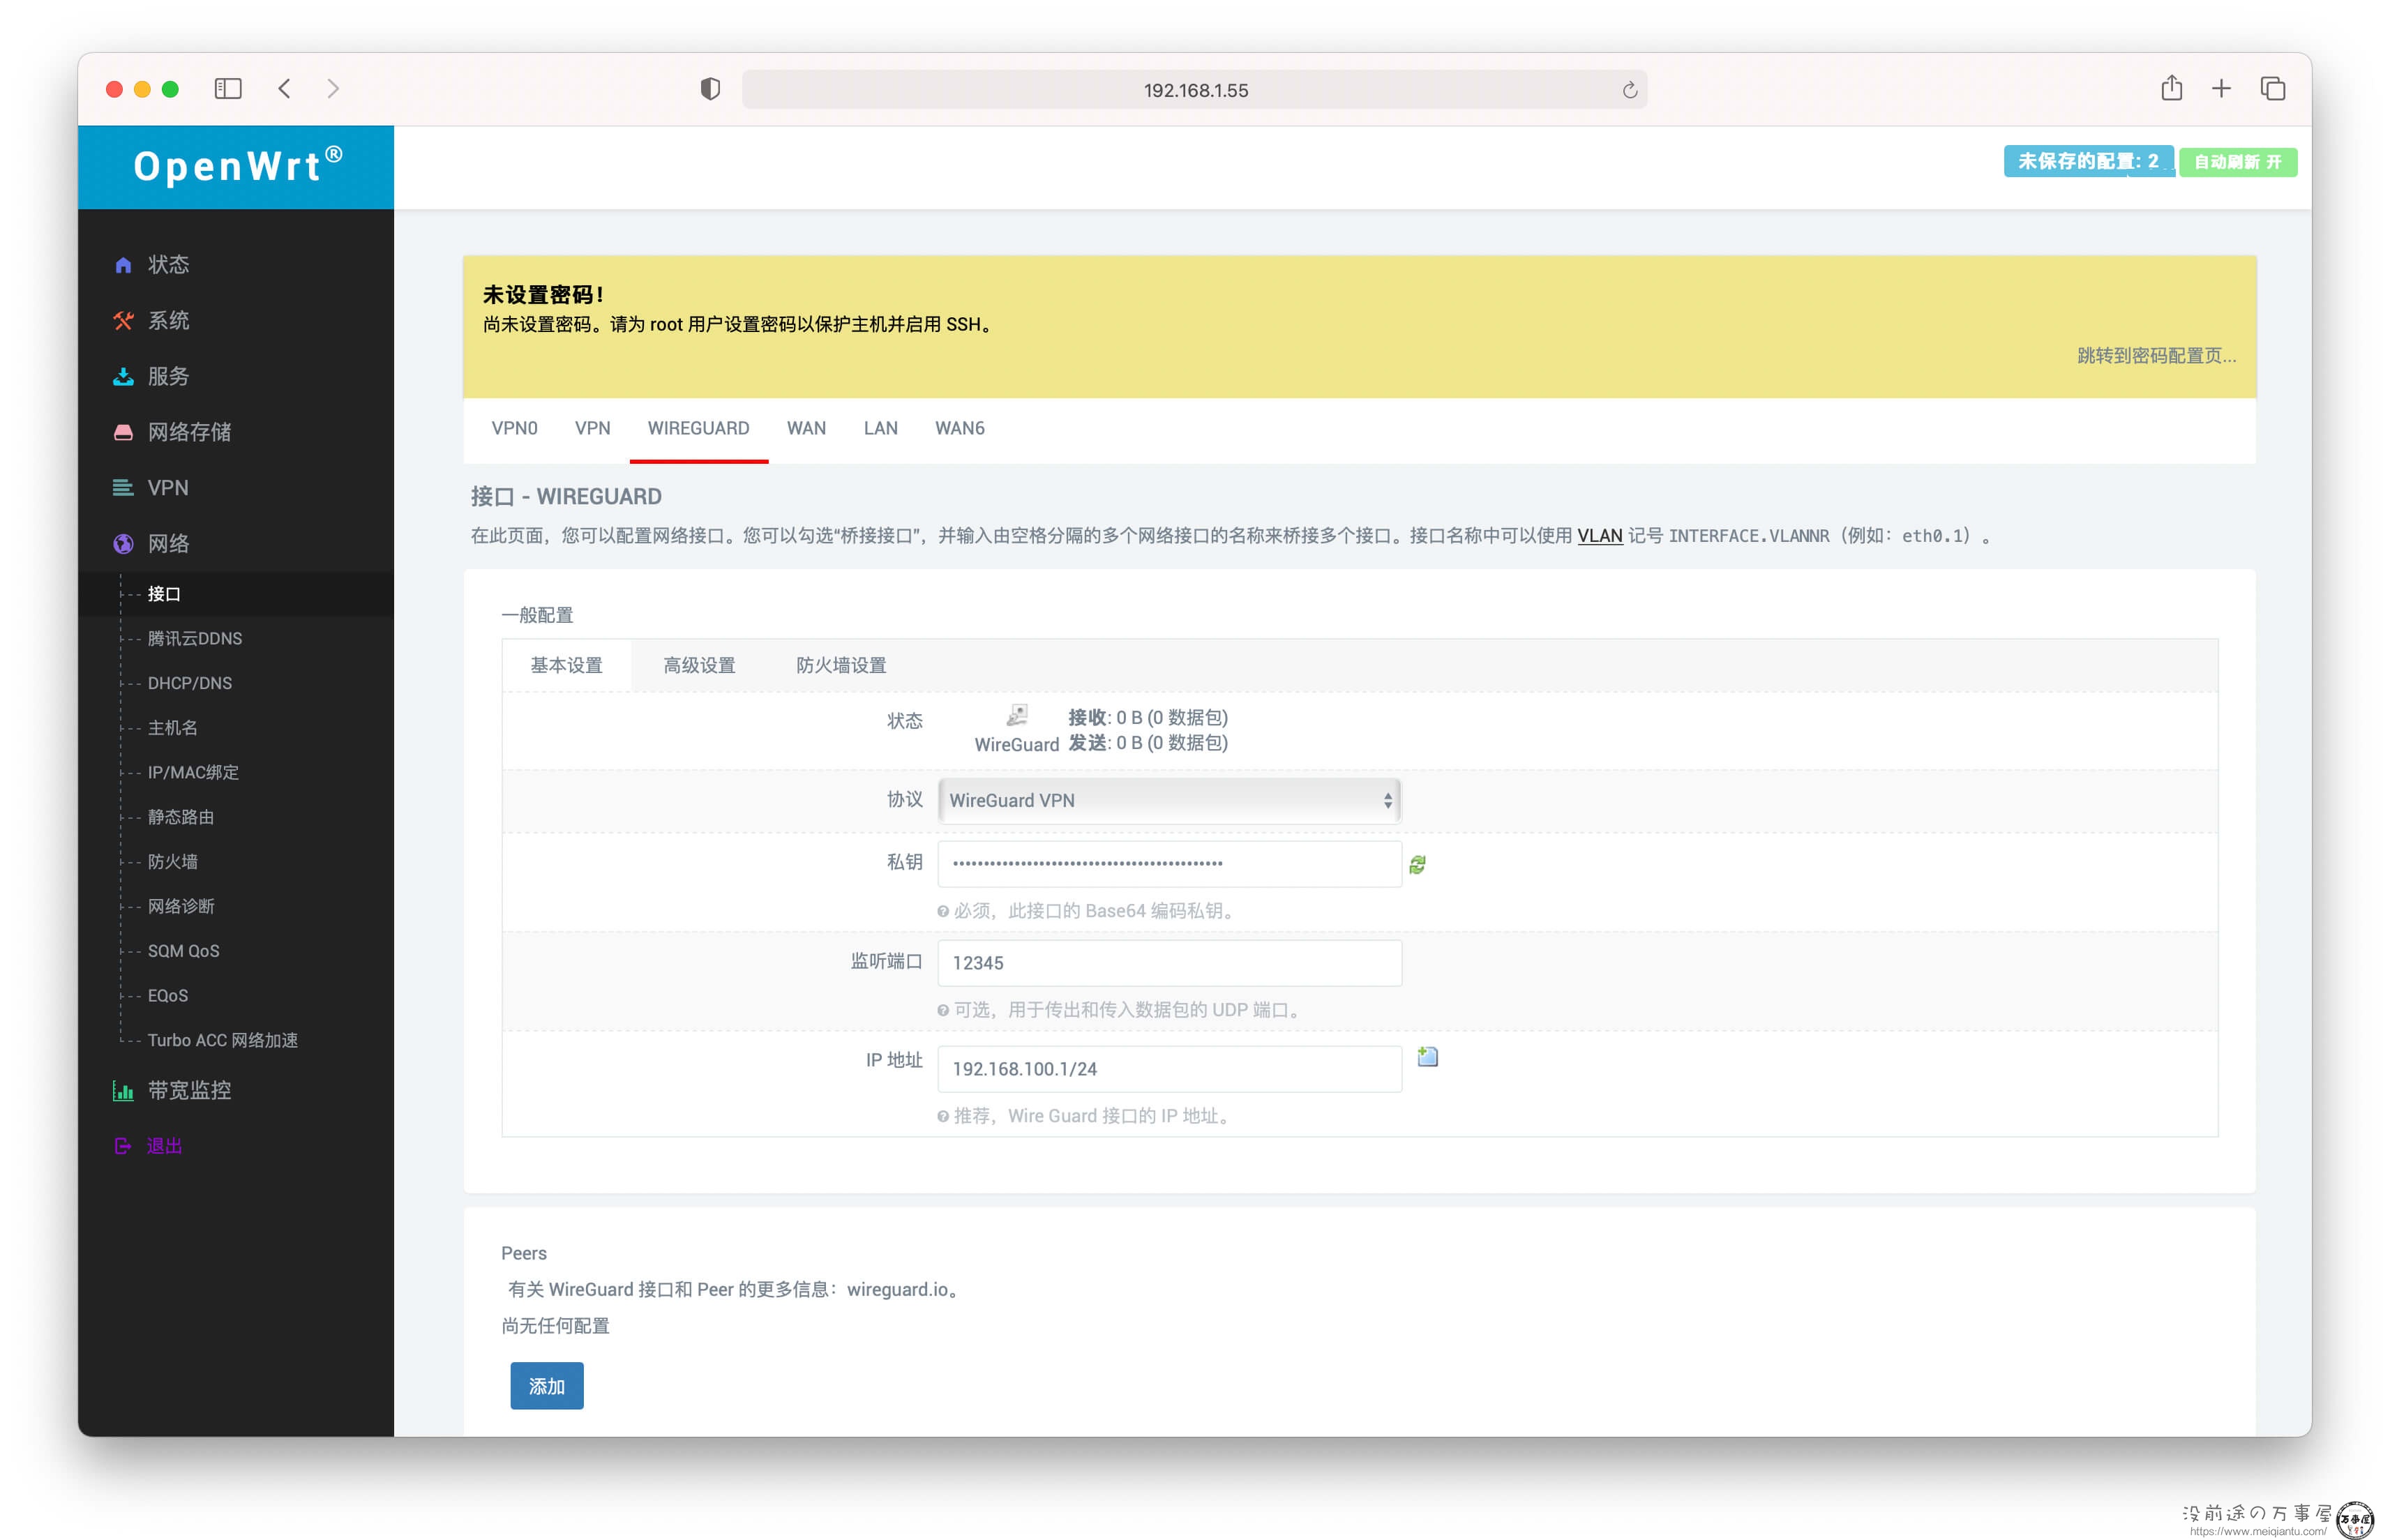 192.168.1.55
OpenWrt®
未保存的配置: 2
自动刷新 开
状态
系统
服务
网络存储
VPN
网络
接口
腾讯云DDNS
DHCP/DNS
主机名
IP/MAC绑定
静态路由
防火墙
网络诊断
SQM QoS
EQoS
Turbo ACC 网络加速
带宽监控
退出
未设置密码!
尚未设置密码。请为 root 用户设置密码以保护主机并启用 SSH。
跳转到密码配置页...
VPN0 VPN WIREGUARD WAN LAN WAN6
接口 - WIREGUARD
在此页面，您可以配置网络接口。您可以勾选“桥接接口”，并输入由空格分隔的多个网络接口的名称来桥接多个接口。接口名称中可以使用 VLAN 记号 INTERFACE.VLANNR（例如：eth0.1）。
一般配置
基本设置 高级设置 防火墙设置
状态
WireGuard
接收: 0 B (0 数据包)
发送: 0 B (0 数据包)
协议 WireGuard VPN
私钥 ••••••••••••••••••••••••••••••••••••••••••••
必须，此接口的 Base64 编码私钥。
监听端口 12345
可选，用于传出和传入数据包的 UDP 端口。
IP 地址 192.168.100.1/24
推荐，Wire Guard 接口的 IP 地址。
Peers
有关 WireGuard 接口和 Peer 的更多信息：wireguard.io。
尚无任何配置
添加
没前途の万事屋
https://www.meiqiantu.com/